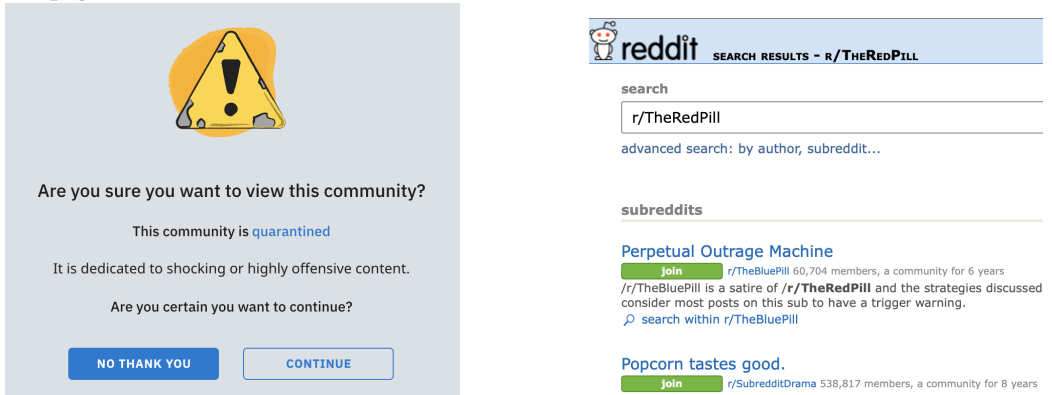 Are you sure you want to view this community?
This community is quarantined
It is dedicated to shocking or highly offensive content.
Are you certain you want to continue?
NO THANK YOU
CONTINUE
reddit SEARCH RESULTS - R/THEREDPILL
search
r/TheRedPill
advanced search: by author, subreddit...
subreddits
Perpetual Outrage Machine
join r/TheBluePill 60,704 members, a community for 6 years
/r/TheBluePill is a satire of /r/TheRedPill and the strategies discussed
consider most posts on this sub to have a trigger warning.
search within r/TheBluePill
Popcorn tastes good.
join r/SubredditDrama 538,817 members, a community for 8 years